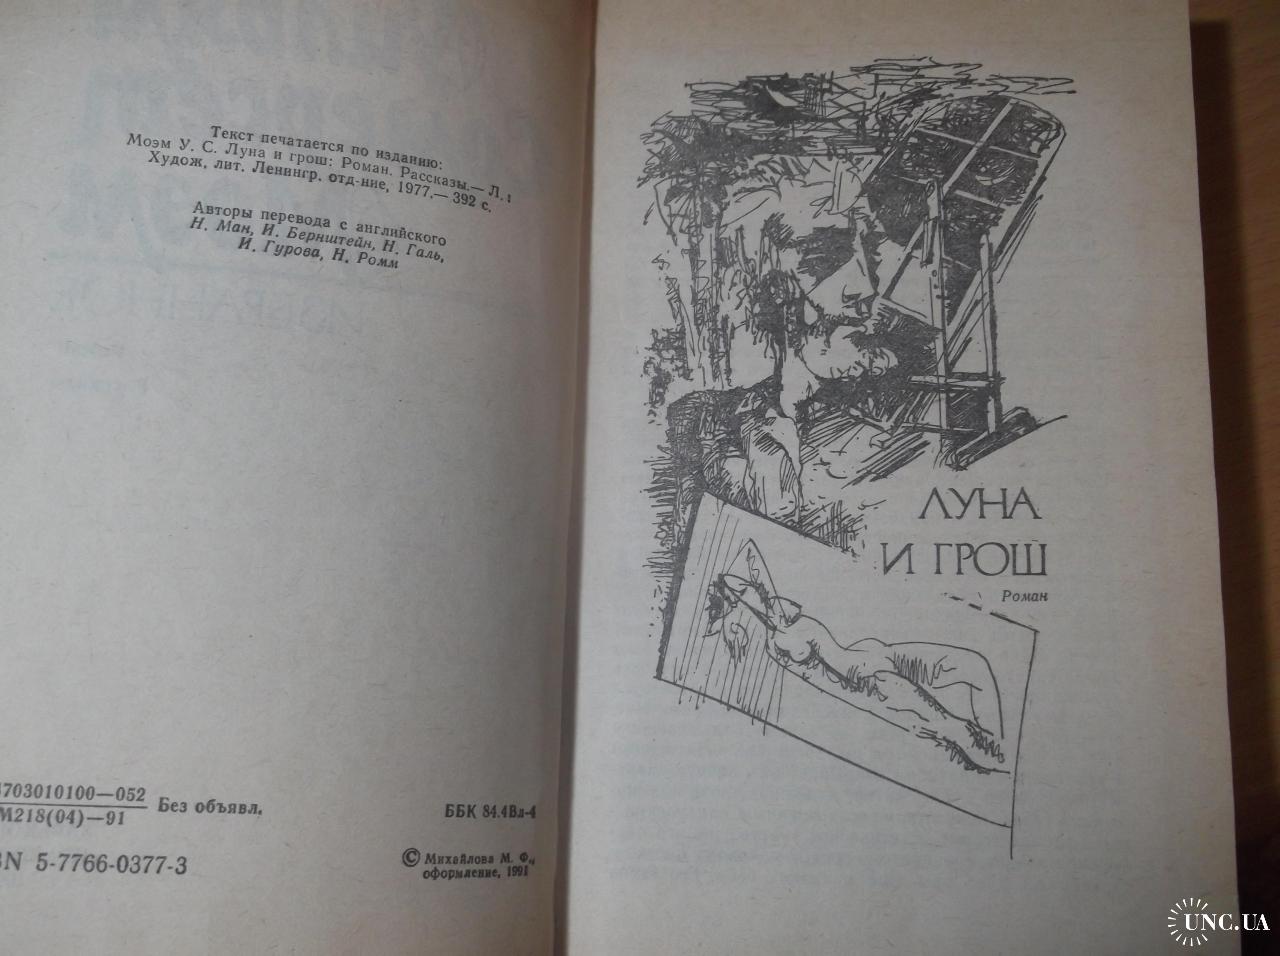 Текст печатается по изданию:
Моэм У. С. Луна и грош: Роман. Рассказы.— Л.:
Худож. лит. Ленингр. отд-ние, 1977.— 392 с.
Авторы перевода с английского
Н. Ман, И. Бернштейн, Н. Галь,
И. Гурова, Н. Ромм
4703010100—052
М218(04)—91
Без объявл.
ББК 84.4Вл-4
ISBN 5-7766-0377-3
© Михайлова М. Ф.,
оформление, 1991
ЛУНА
И ГРОШ
Роман
UNC.UA